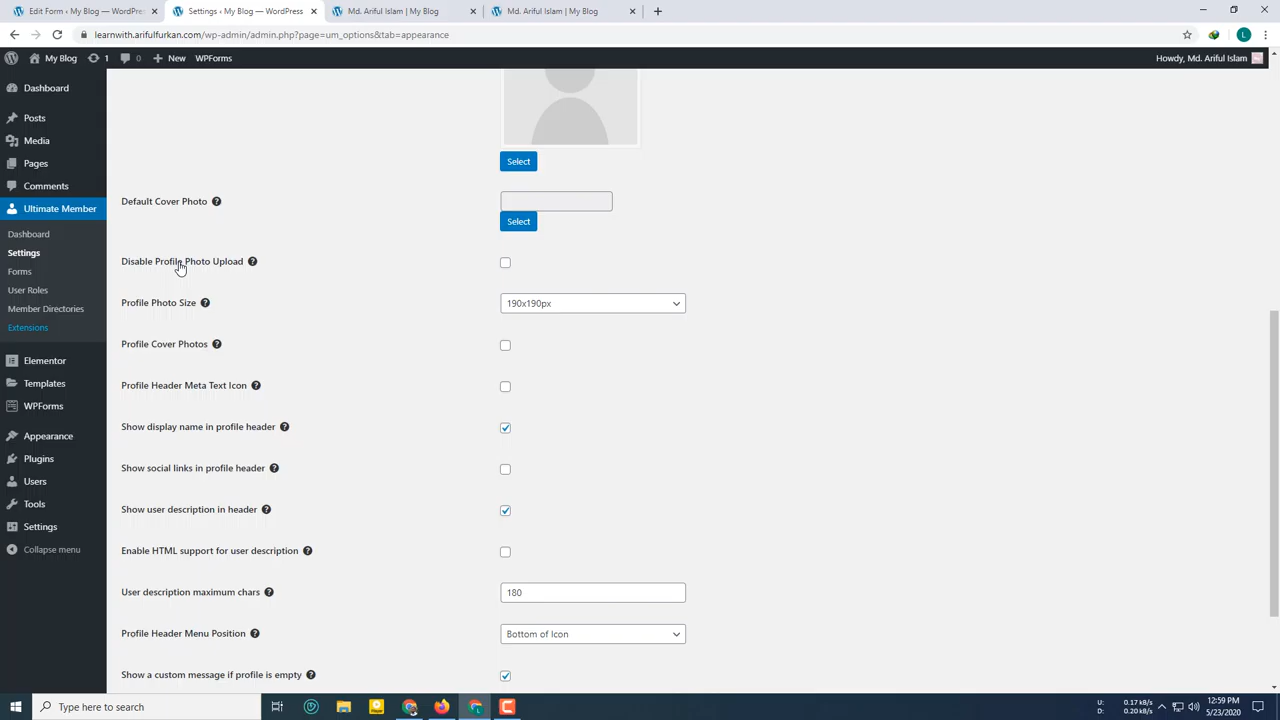 Edit Form ‹ My Blog — WordPress
Settings ‹ My Blog — WordPress
Md. Ariful Islam | My Blog
Md. Ariful Islam | My Blog
learnwith.arifulfurkan.com/wp-admin/admin.php?page=um_options&tab=appearance
L
My Blog
1
0
New
WPForms
Howdy, Md. Ariful Islam
Dashboard
Posts
Media
Pages
Comments
Ultimate Member
Dashboard
Settings
Forms
User Roles
Member Directories
Extensions
Elementor
Templates
WPForms
Appearance
Plugins
Users
Tools
Settings
Collapse menu
Select
Default Cover Photo
Select
Disable Profile Photo Upload
Profile Photo Size
190x190px
Profile Cover Photos
Profile Header Meta Text Icon
Show display name in profile header
Show social links in profile header
Show user description in header
Enable HTML support for user description
User description maximum chars
180
Profile Header Menu Position
Bottom of Icon
Show a custom message if profile is empty
Type here to search
U: 0.17 kB/s
D: 0.20 kB/s
12:59 PM
5/23/2020